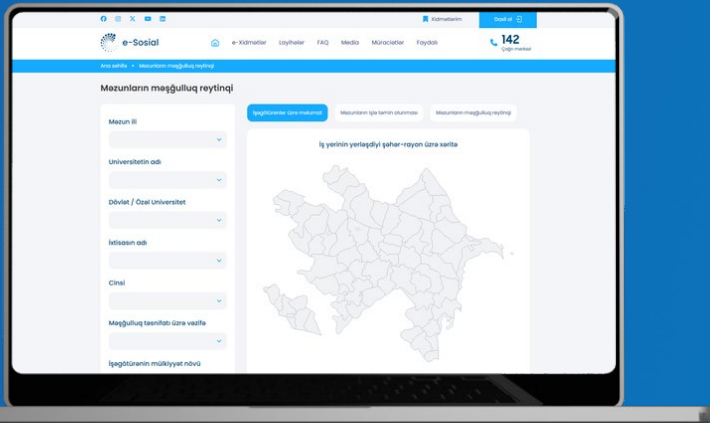 Xidmətlərim
Daxil ol
e-Sosial
e-Xidmətlər
Layihələr
FAQ
Media
Müraciətlər
Faydalı
142
Çağrı mərkəzi
Ana səhifə • Məzunların məşğulluq reytinqi
Məzunların məşğulluq reytinqi
Məzun ili
Universitetin adı
Dövlət / Özəl Universitet
İxtisasın adı
Cinsi
Məşğulluq təsnifatı üzrə vəzifə
İşəgötürənin mülkiyyət növü
İşəgötürənlər üzrə məlumat
Məzunların işlə təmin olunması
Məzunların məşğulluq reytinqi
İş yerinin yerləşdiyi şəhər-rayon üzrə xəritə